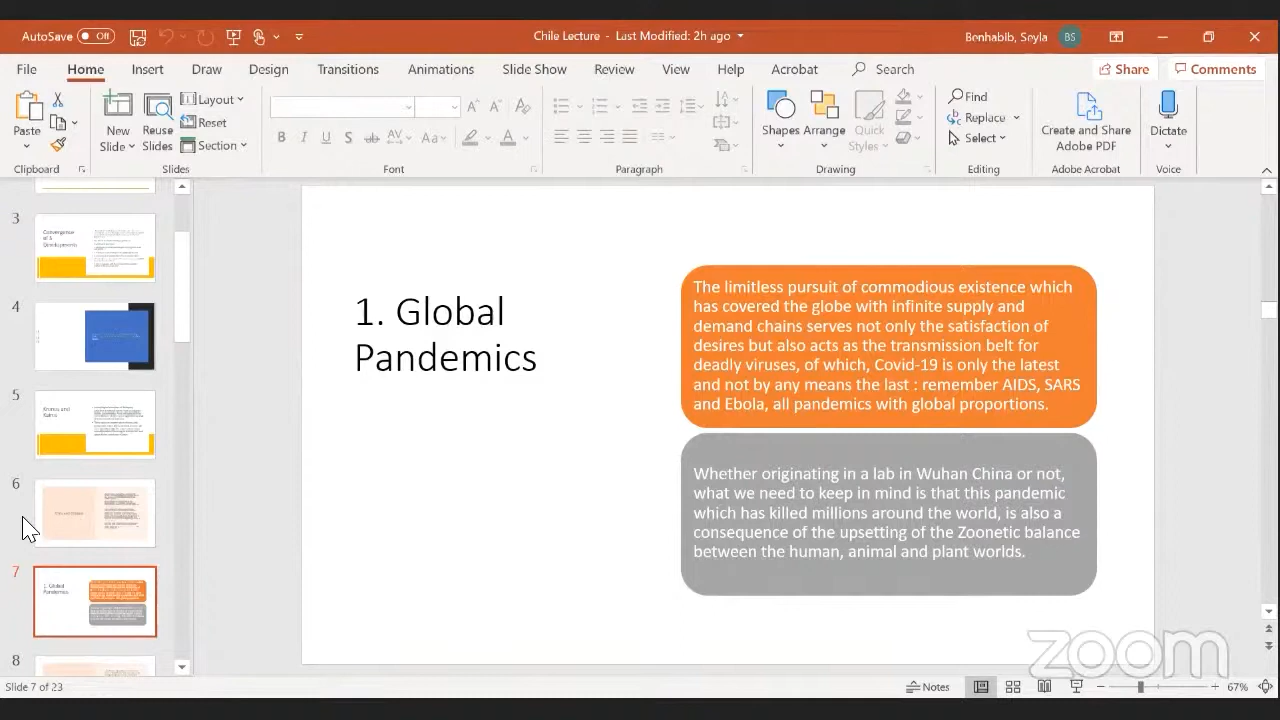 AutoSave Off
Chile Lecture - Last Modified: 2h ago
Benhabib, Seyla BS
File Home Insert Draw Design Transitions Animations Slide Show Review View Help Acrobat Search Share Comments
Paste
New Slide
Reuse Slides
Layout
Reset
Section
Shapes Arrange Quick Styles
Find
Replace
Select
Create and Share Adobe PDF
Dictate
Clipboard Slides Font Paragraph Drawing Editing Adobe Acrobat Voice
3
4
5
6
7
1. Global
Pandemics
8
1. Global
Pandemics
The limitless pursuit of commodious existence which
has covered the globe with infinite supply and
demand chains serves not only the satisfaction of
desires but also acts as the transmission belt for
deadly viruses, of which, Covid-19 is only the latest
and not by any means the last : remember AIDS, SARS
and Ebola, all pandemics with global proportions.
Whether originating in a lab in Wuhan China or not,
what we need to keep in mind is that this pandemic
which has killed millions around the world, is also a
consequence of the upsetting of the Zoonetic balance
between the human, animal and plant worlds.
zoom
Slide 7 of 23
Notes
67%